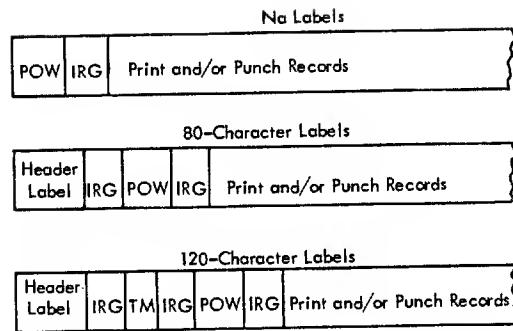 Na Labels
POW IRG Print and/or Punch Records
80-Character Labels
Header Label IRG POW IRG Print and/or Punch Records
120-Character Labels
Header Label IRG TM IRG POW IRG Print and/or Punch Records